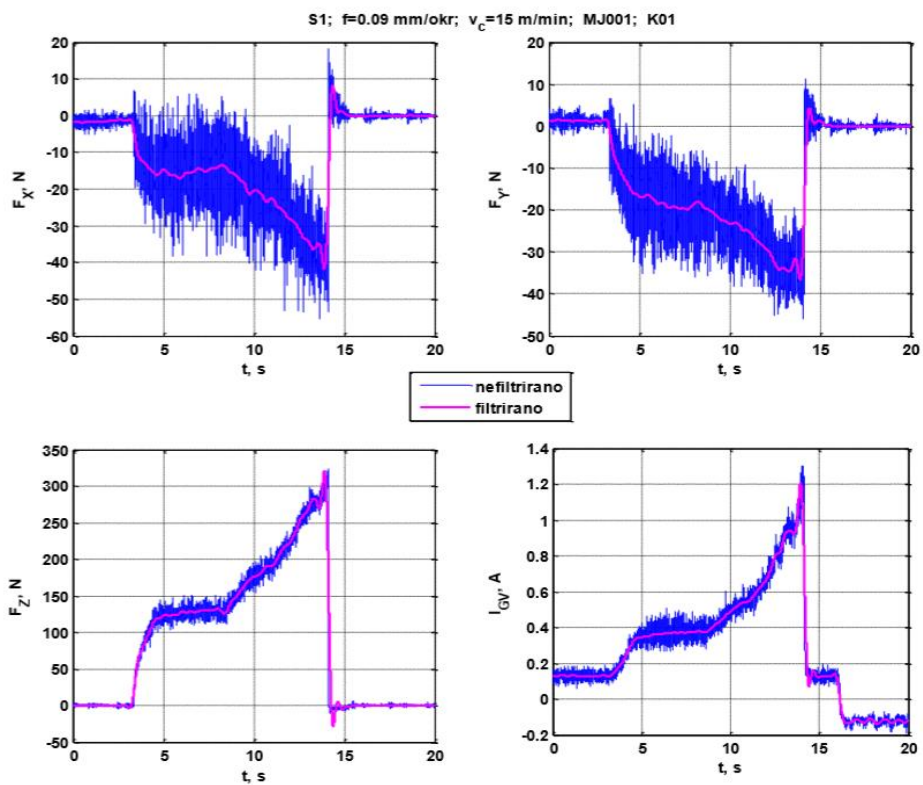 S1; f=0.09 mm/okr; v_c=15 m/min; MJ001; K01
20
10
0
-10
-20
-30
-40
-50
-60
F_X, N
0 5 10 15 20
t, s
20
10
0
-10
-20
-30
-40
-50
F_Y, N
0 5 10 15 20
t, s
nefiltrirano
filtrirano
350
300
250
200
150
100
50
0
-50
F_Z, N
0 5 10 15 20
t, s
1.4
1.2
1
0.8
0.6
0.4
0.2
0
-0.2
I_GV, A
0 5 10 15 20
t, s